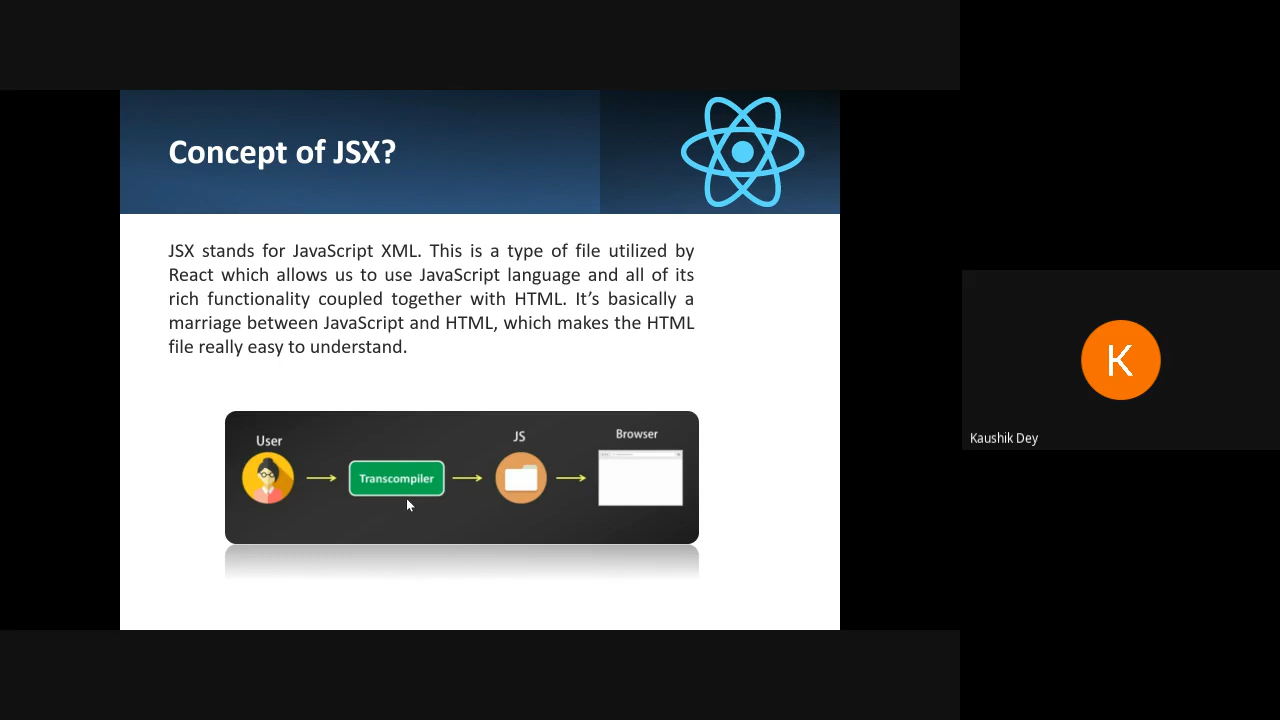 Concept of JSX?
JSX stands for JavaScript XML. This is a type of file utilized by
React which allows us to use JavaScript language and all of its
rich functionality coupled together with HTML. It’s basically a
marriage between JavaScript and HTML, which makes the HTML
file really easy to understand.
User
Transcompiler
JS
Browser
K
Kaushik Dey